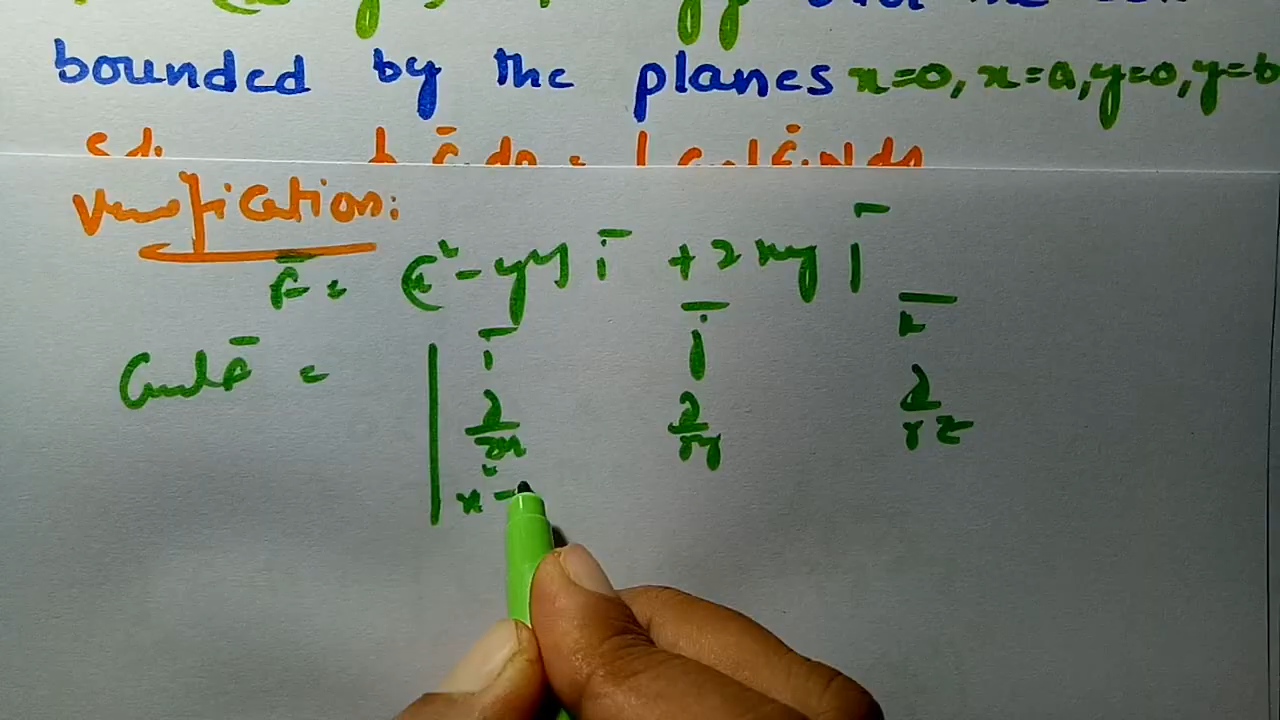 bounded by the planes x=0, x=a, y=0, y=b
Verification:
F̄ = (x² - y²) ī + 2xy j̄
Curl F̄ = | ī j̄ k̄
∂/∂x ∂/∂y ∂/∂z
x² -